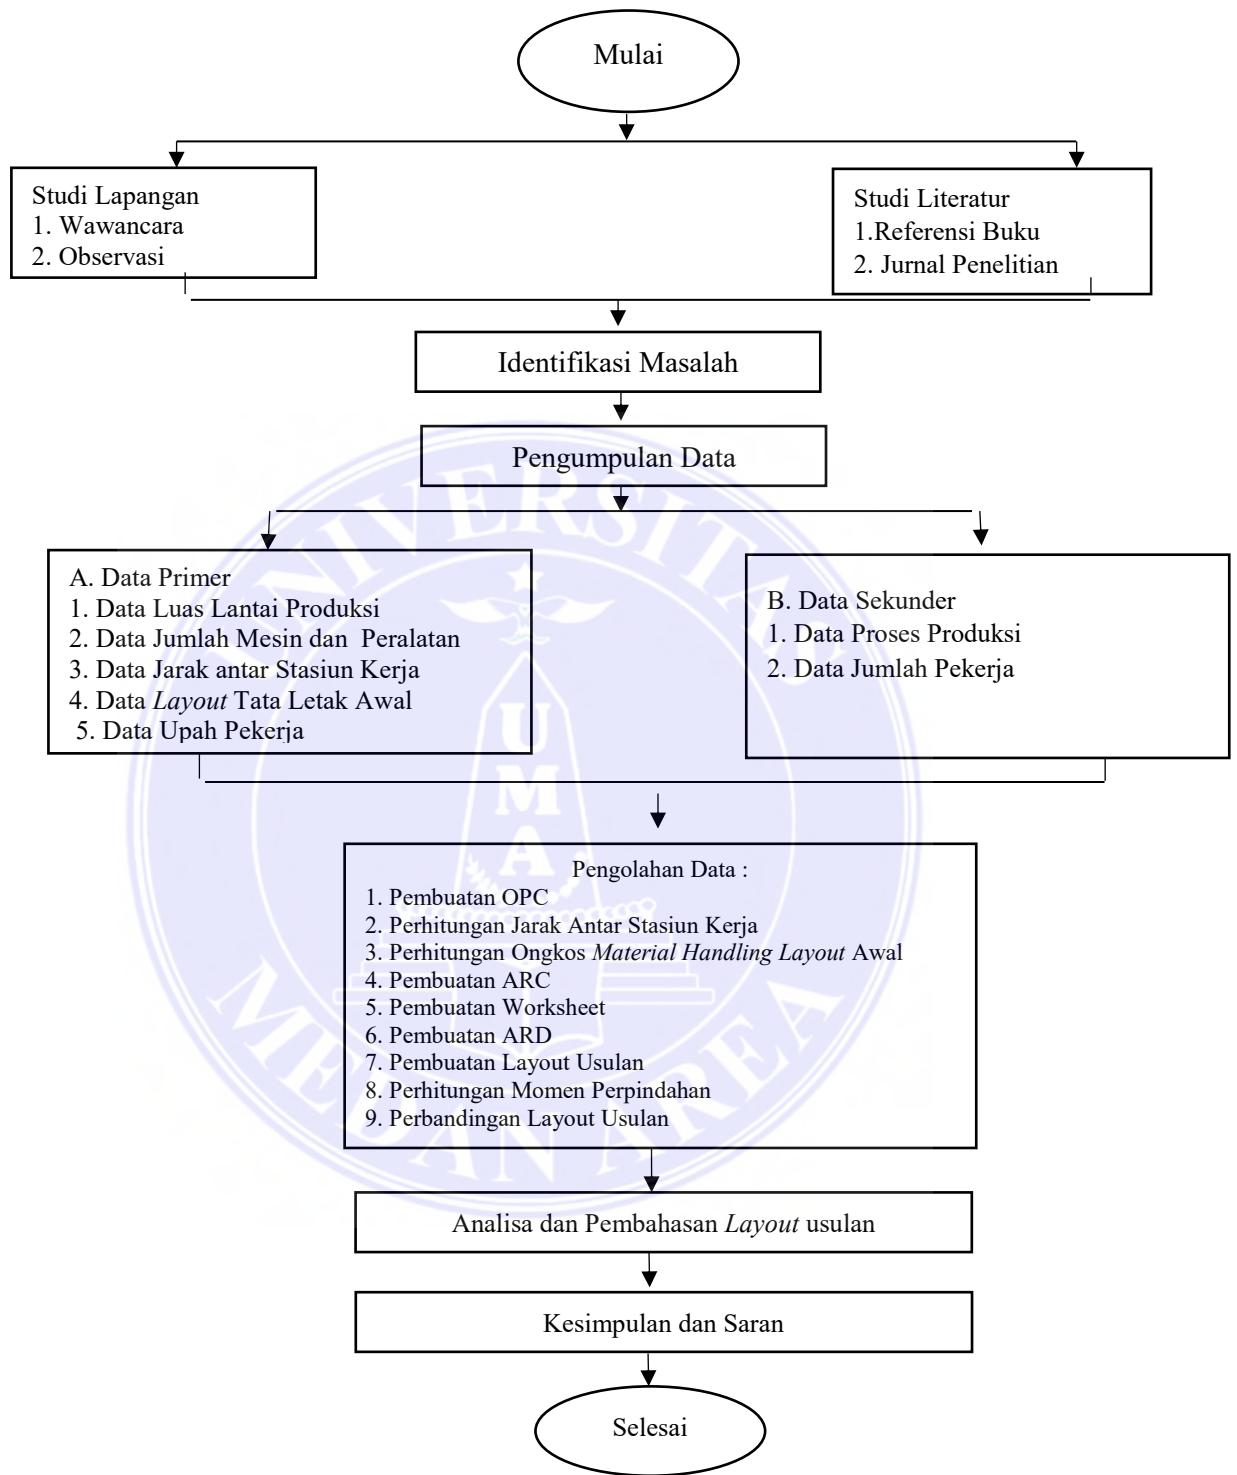 Mulai
Studi Lapangan
1. Wawancara
2. Observasi
Studi Literatur
1.Referensi Buku
2. Jurnal Penelitian
Identifikasi Masalah
Pengumpulan Data
A. Data Primer
1. Data Luas Lantai Produksi
2. Data Jumlah Mesin dan Peralatan
3. Data Jarak antar Stasiun Kerja
4. Data Layout Tata Letak Awal
5. Data Upah Pekerja
B. Data Sekunder
1. Data Proses Produksi
2. Data Jumlah Pekerja
Pengolahan Data :
1. Pembuatan OPC
2. Perhitungan Jarak Antar Stasiun Kerja
3. Perhitungan Ongkos Material Handling Layout Awal
4. Pembuatan ARC
5. Pembuatan Worksheet
6. Pembuatan ARD
7. Pembuatan Layout Usulan
8. Perhitungan Momen Perpindahan
9. Perbandingan Layout Usulan
Analisa dan Pembahasan Layout usulan
Kesimpulan dan Saran
Selesai
UNIVERSITAS
UMA
MEDAN AREA